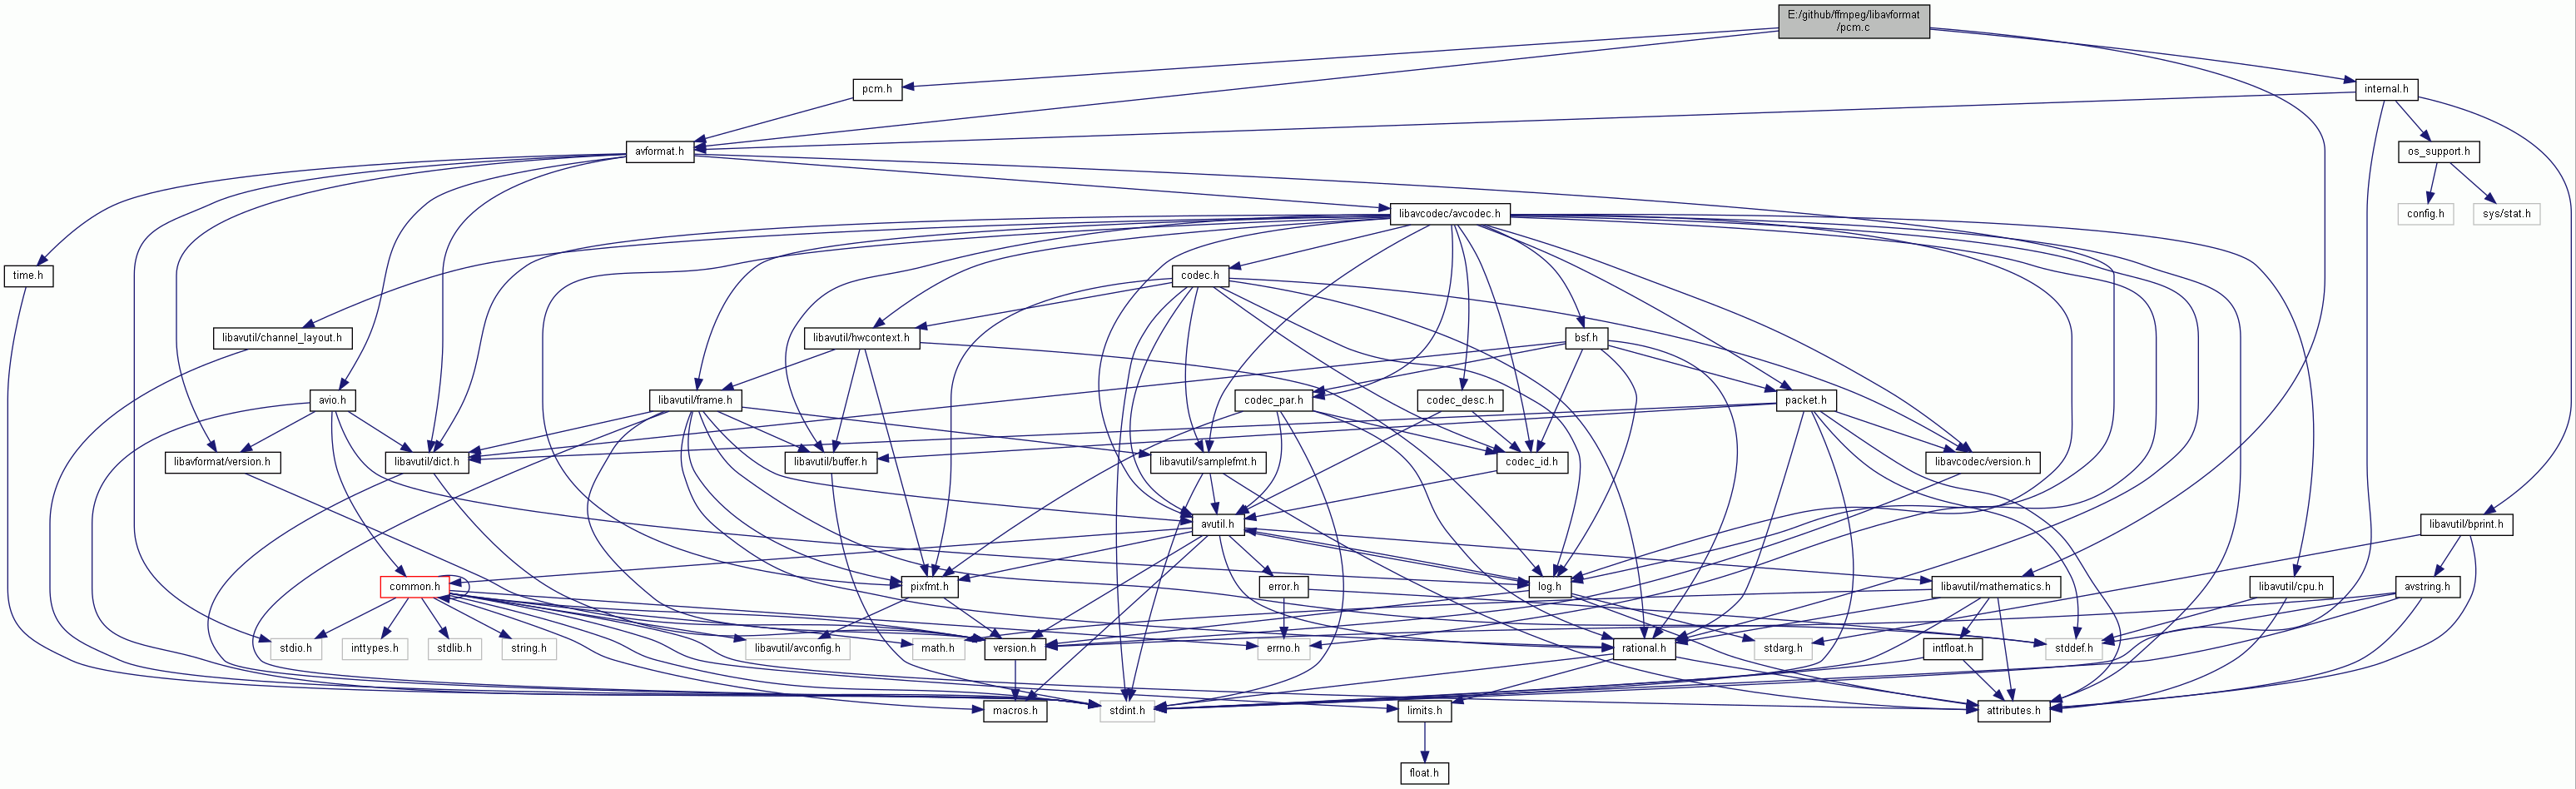 E:/github/ffmpeg/libavformat
/pcm.c
pcm.h
internal.h
avformat.h
os_support.h
libavcodec/avcodec.h
config.h
sys/stat.h
time.h
codec.h
libavutil/channel_layout.h
libavutil/hwcontext.h
bsf.h
avio.h
libavutil/frame.h
codec_par.h
codec_desc.h
packet.h
libavformat/version.h
libavutil/dict.h
libavutil/buffer.h
libavutil/samplefmt.h
codec_id.h
libavcodec/version.h
avutil.h
libavutil/bprint.h
common.h
pixfmt.h
error.h
log.h
libavutil/mathematics.h
libavutil/cpu.h
avstring.h
stdio.h
inttypes.h
stdlib.h
string.h
libavutil/avconfig.h
math.h
version.h
errno.h
rational.h
stdarg.h
intfloat.h
stddef.h
macros.h
stdint.h
limits.h
attributes.h
float.h